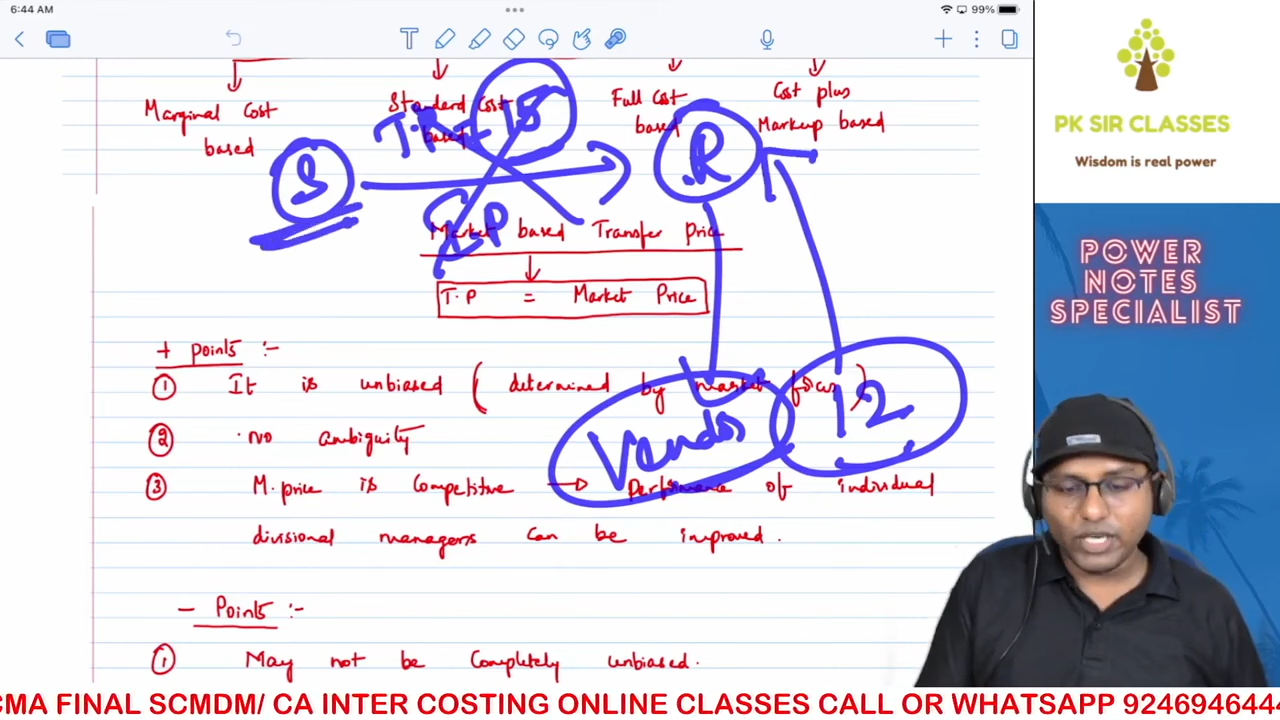 6:44 AM
99%
Marginal Cost
based
Standard Cost
based
Full Cost
based
Cost plus
Markup based
T.P = 15
S
R
I.P
Market based Transfer Price
T.P = Market Price
+ Points :-
① It is unbiased ( determined by market )
12
Vendor
② no ambiguity
③ M.price is Competitive → of individual
divisional managers can be improved.
- Points :-
① May not be Completely unbiased.
PK SIR CLASSES
Wisdom is real power
POWER
NOTES
SPECIALIST
CMA FINAL SCMDM/ CA INTER COSTING ONLINE CLASSES CALL OR WHATSAPP 9246946444